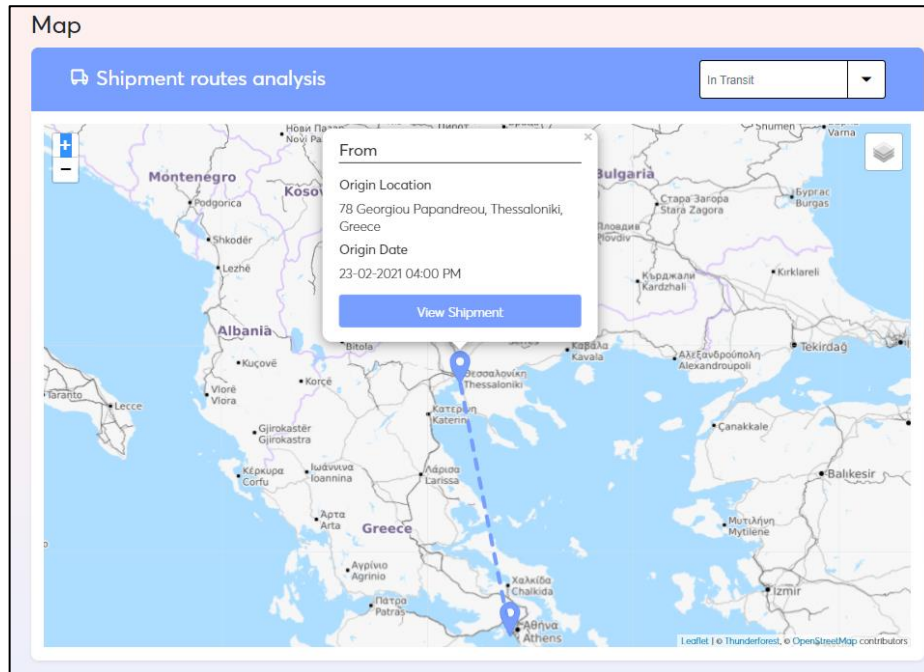 Map
Shipment routes analysis
In Transit
+
−
From
×
Origin Location
78 Georgiou Papandreou, Thessaloniki,
Greece
Origin Date
23-02-2021 04:00 PM
View Shipment
Нови
Novi
Shumen
Varna
Montenegro
Podgorica
Bulgaria
Стара Загора
Stara Zagora
Бургас
Burgas
Пловдив
Plovdiv
Shkodër
Lezhë
Кърджали
Kardzhali
Kırklareli
Albania
Bitola
Καβάλα
Kavala
Αλεξανδρούπολη
Alexandroupoli
Tekirdağ
Kuçovë
Korçë
Θεσσαλονίκη
Thessaloniki
Taranto
Lecce
Vlorë
Vlora
Katerin
Çanakkale
Gjirokastër
Gjirokastra
Κέρκυρα
Corfu
Ιωάννινα
Ioannina
Λάρισα
Larissa
Balıkesir
Άρτα
Arta
Greece
Μυτιλήνη
Mytilene
Αγρίνιο
Agrinio
Χαλκίδα
Chalkida
Izmir
Πάτρα
Patras
Αθήνα
Athens
Leaflet | © Thunderforest, © OpenStreetMap contributors